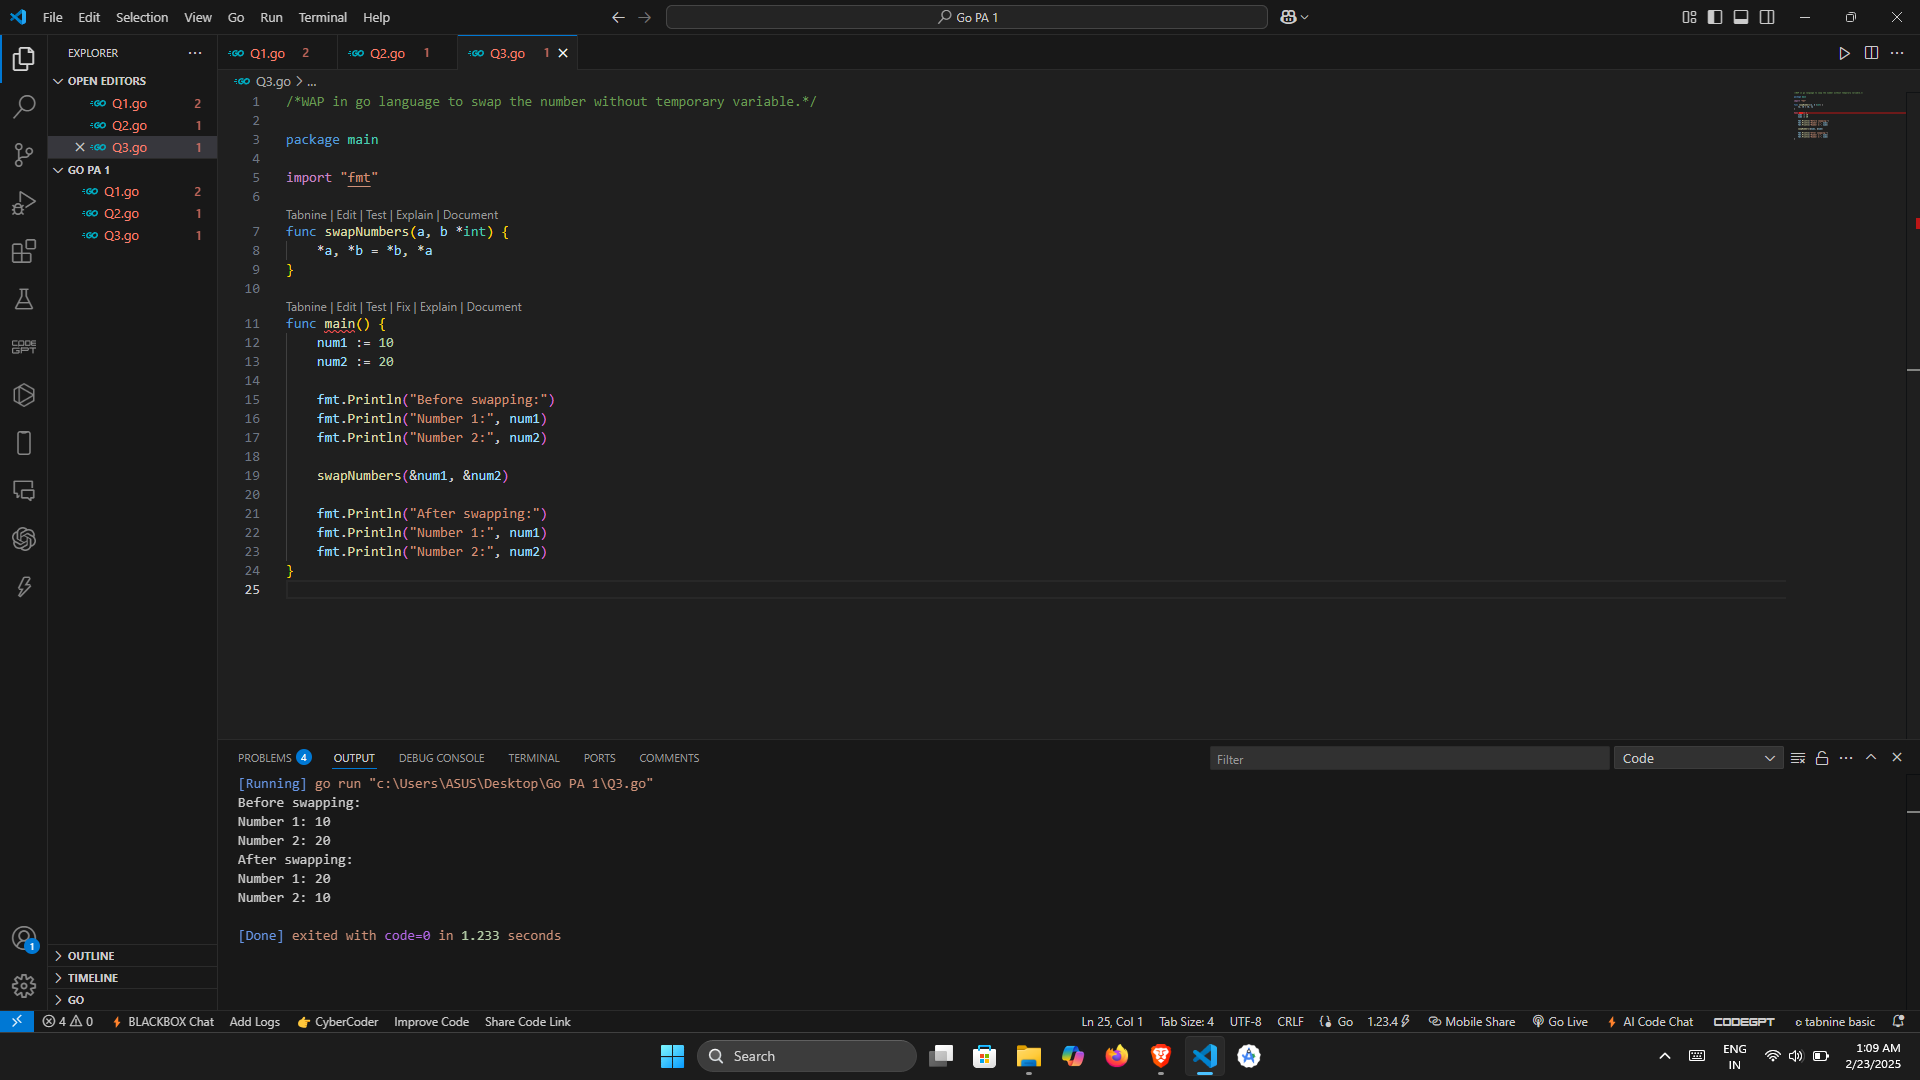 File Edit Selection View Go Run Terminal Help
Go PA 1
EXPLORER
OPEN EDITORS
Q1.go 2
Q2.go 1
Q3.go 1
GO PA 1
Q1.go 2
Q2.go 1
Q3.go 1
OUTLINE
TIMELINE
GO
CODE GPT
1
Q1.go 2 Q2.go 1 Q3.go 1
Q3.go > ...
1 /*WAP in go language to swap the number without temporary variable.*/
2
3 package main
4
5 import "fmt"
6
Tabnine | Edit | Test | Explain | Document
7 func swapNumbers(a, b *int) {
8     *a, *b = *b, *a
9 }
10
Tabnine | Edit | Test | Fix | Explain | Document
11 func main() {
12     num1 := 10
13     num2 := 20
14
15     fmt.Println("Before swapping:")
16     fmt.Println("Number 1:", num1)
17     fmt.Println("Number 2:", num2)
18
19     swapNumbers(&num1, &num2)
20
21     fmt.Println("After swapping:")
22     fmt.Println("Number 1:", num1)
23     fmt.Println("Number 2:", num2)
24 }
25
PROBLEMS 4 OUTPUT DEBUG CONSOLE TERMINAL PORTS COMMENTS Filter Code
[Running] go run "c:\Users\ASUS\Desktop\Go PA 1\Q3.go"
Before swapping:
Number 1: 10
Number 2: 20
After swapping:
Number 1: 20
Number 2: 10
[Done] exited with code=0 in 1.233 seconds
4 0 BLACKBOX Chat Add Logs CyberCoder Improve Code Share Code Link Ln 25, Col 1 Tab Size: 4 UTF-8 CRLF Go 1.23.4 Mobile Share Go Live AI Code Chat CODEGPT tabnine basic
Search ENG 1:09 AM
IN 2/23/2025